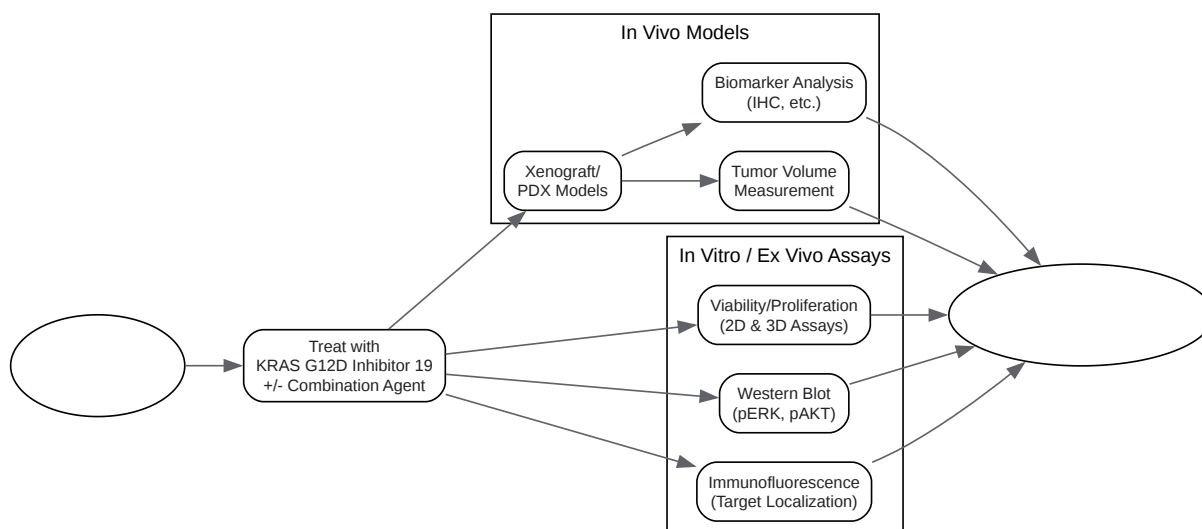 In Vivo Models
Biomarker Analysis
(IHC, etc.)
Xenograft/
PDX Models
Tumor Volume
Measurement
In Vitro / Ex Vivo Assays
Viability/Proliferation
(2D & 3D Assays)
Treat with
KRAS G12D Inhibitor 19
+/- Combination Agent
Western Blot
(pERK, pAKT)
Immunofluorescence
(Target Localization)